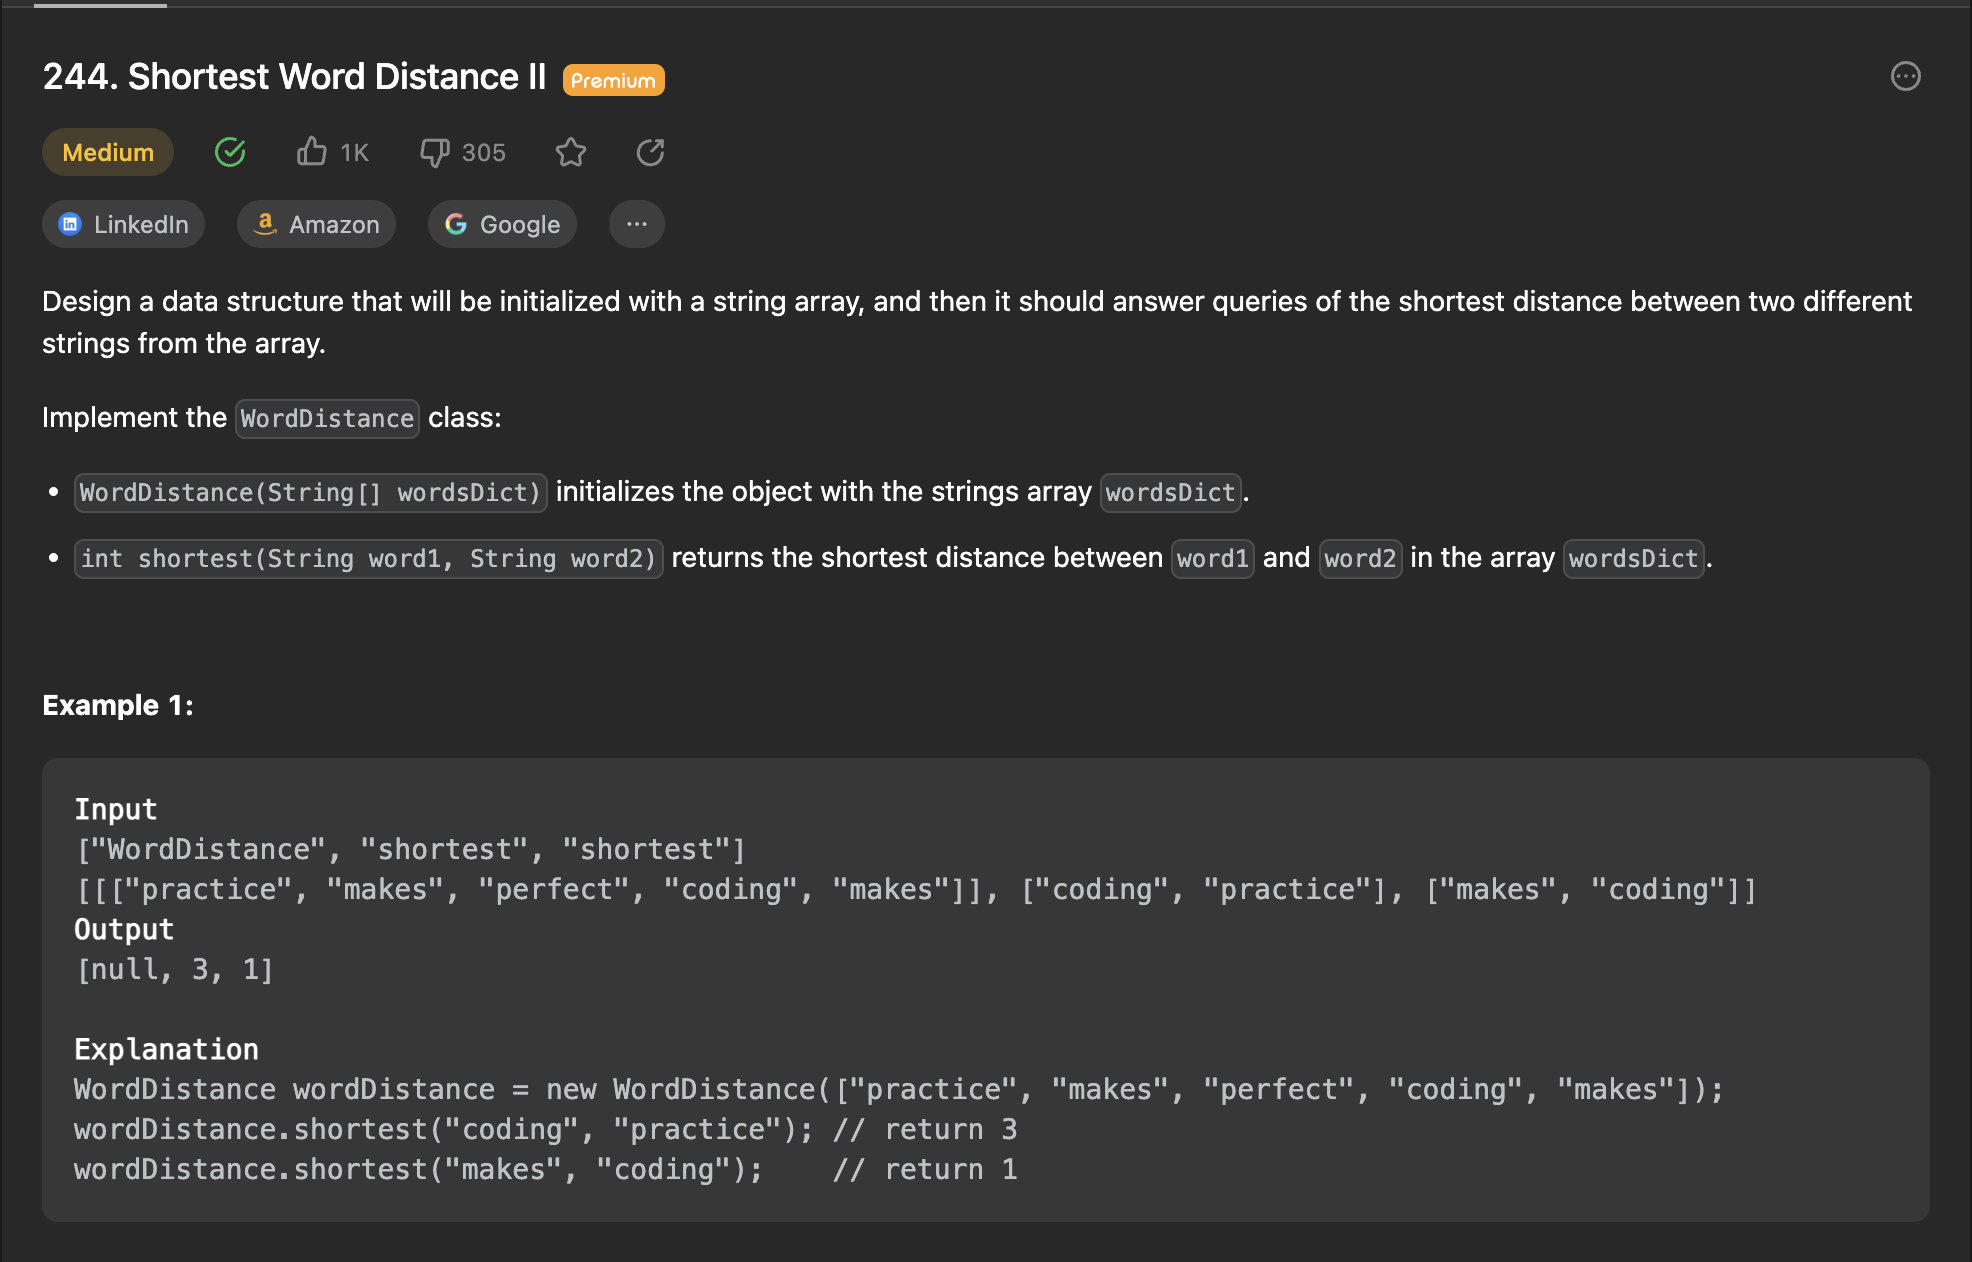 244. Shortest Word Distance II Premium
Medium 1K 305
LinkedIn Amazon Google
Design a data structure that will be initialized with a string array, and then it should answer queries of the shortest distance between two different
strings from the array.
Implement the WordDistance class:
• WordDistance(String[] wordsDict) initializes the object with the strings array wordsDict.
• int shortest(String word1, String word2) returns the shortest distance between word1 and word2 in the array wordsDict.
Example 1:
Input
["WordDistance", "shortest", "shortest"]
[[["practice", "makes", "perfect", "coding", "makes"]], ["coding", "practice"], ["makes", "coding"]]
Output
[null, 3, 1]
Explanation
WordDistance wordDistance = new WordDistance(["practice", "makes", "perfect", "coding", "makes"]);
wordDistance.shortest("coding", "practice"); // return 3
wordDistance.shortest("makes", "coding");    // return 1